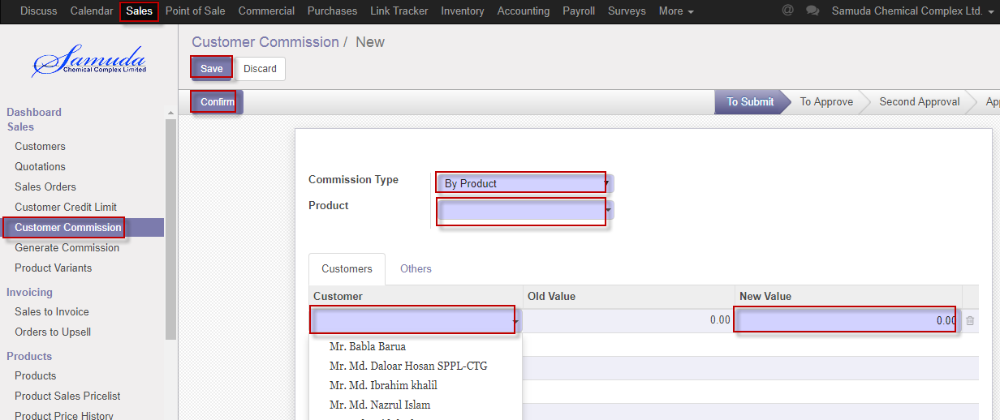 Discuss Calendar Sales Point of Sale Commercial Purchases Link Tracker Inventory Accounting Payroll Surveys More @ Samuda Chemical Complex Ltd.
Samuda
Chemical Complex Limited
Customer Commission / New
Save Discard
Confirm To Submit To Approve Second Approval
Dashboard
Sales
Customers
Quotations
Sales Orders
Customer Credit Limit
Customer Commission
Generate Commission
Product Variants
Invoicing
Sales to Invoice
Orders to Upsell
Products
Products
Product Sales Pricelist
Product Price History
Commission Type By Product
Product
Customers Others
Customer Old Value New Value
0.00 0.00
Mr. Babla Barua
Mr. Md. Daloar Hosan SPPL-CTG
Mr. Md. Ibrahim khalil
Mr. Md. Nazrul Islam